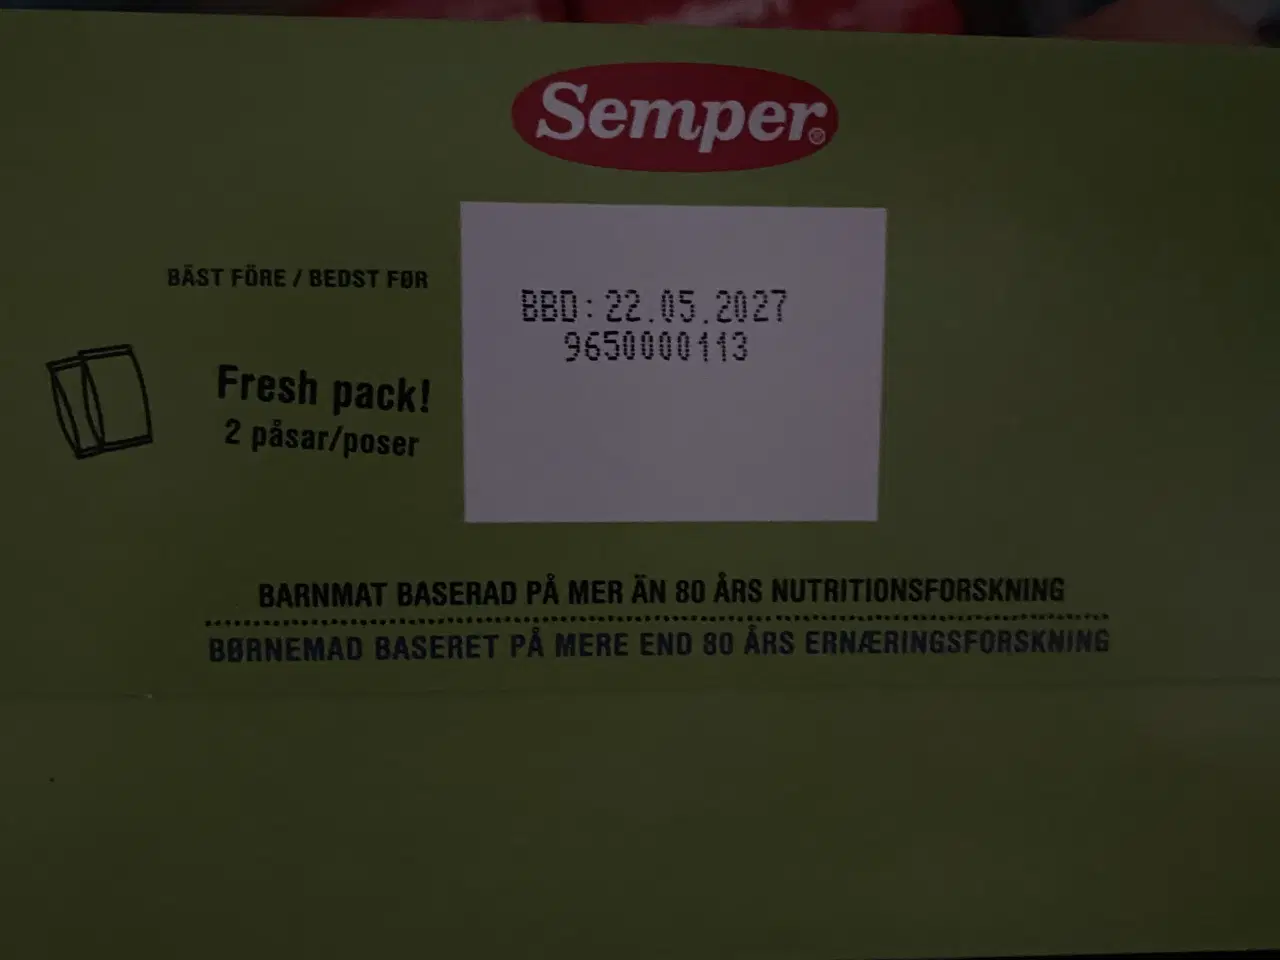 Semper®
BÄST FÖRE / BEDST FØR
BBD: 22.05.2027
9650000113
Fresh pack!
2 påsar/poser
BARNMAT BASERAD PÅ MER ÄN 80 ÅRS NUTRITIONSFORSKNING
BØRNEMAD BASERET PÅ MERE END 80 ÅRS ERNÆRINGSFORSKNING